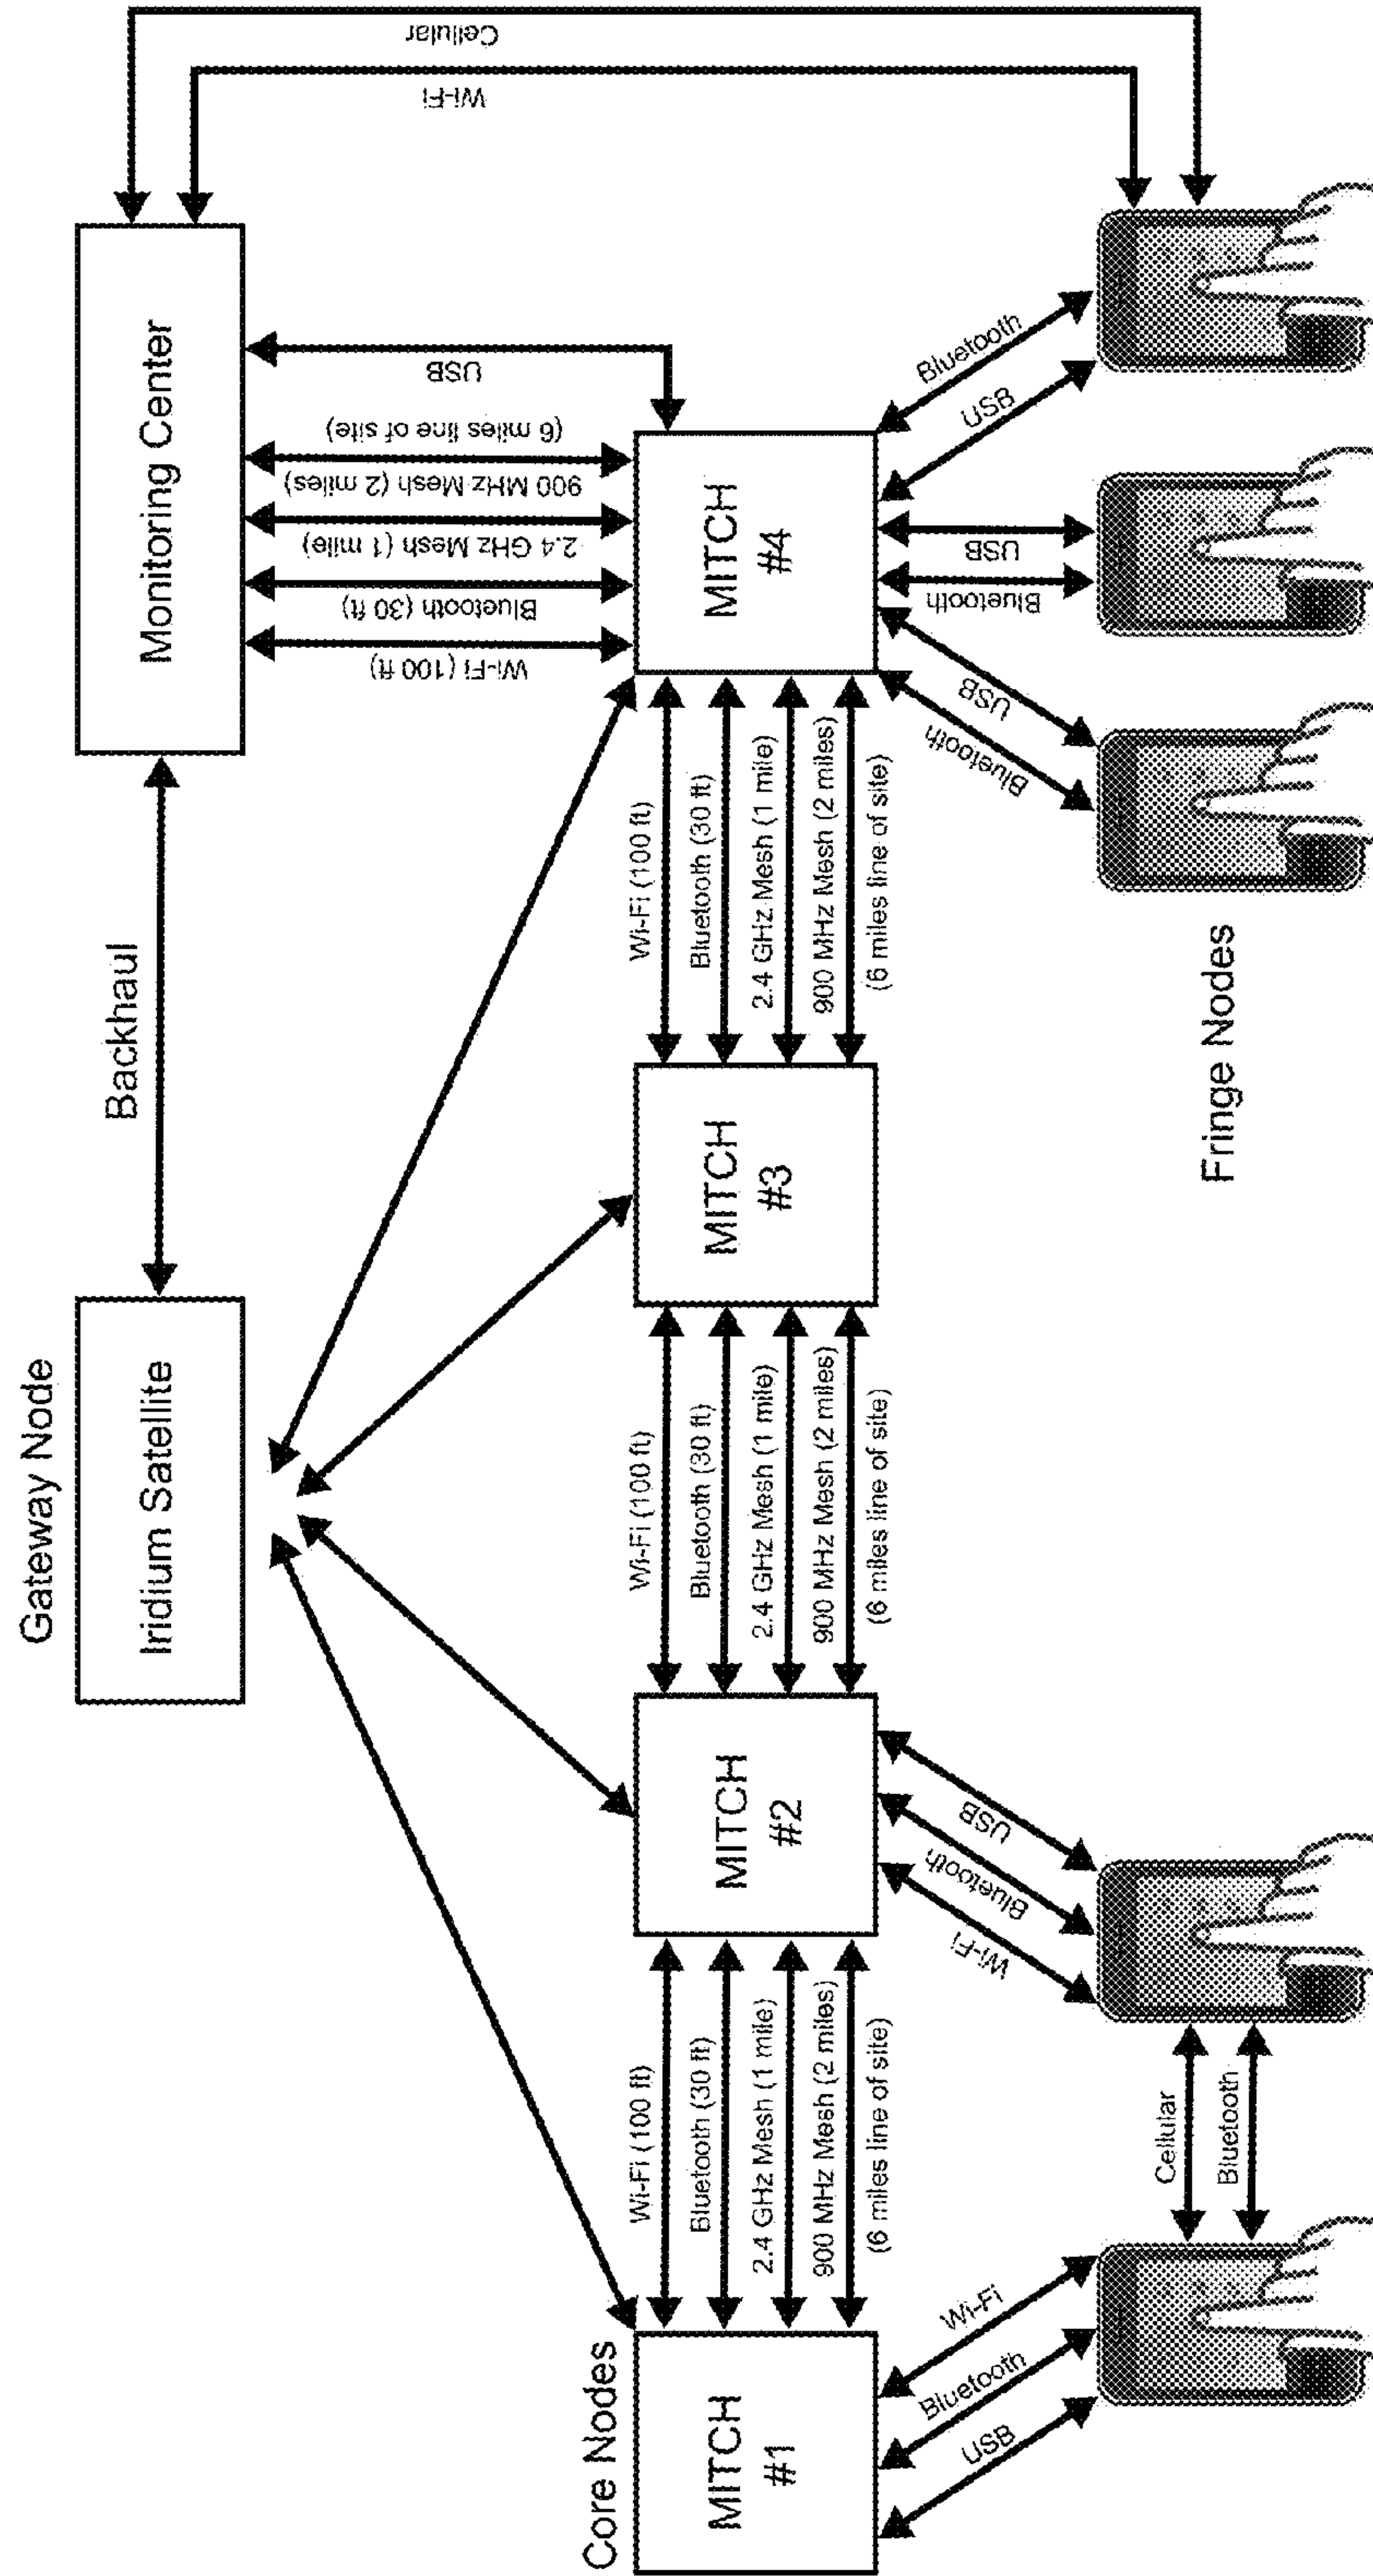 Gateway Node
Iridium Satellite
Backhaul
Monitoring Center
Cellular
Wi-Fi
Wi-Fi (100 ft)
Bluetooth (30 ft)
2.4 GHz Mesh (1 mile)
900 MHz Mesh (2 miles)
(6 miles line of site)
USB
Core Nodes
MITCH
#1
Wi-Fi (100 ft)
Bluetooth (30 ft)
2.4 GHz Mesh (1 mile)
900 MHz Mesh (2 miles)
(6 miles line of site)
MITCH
#2
Wi-Fi (100 ft)
Bluetooth (30 ft)
2.4 GHz Mesh (1 mile)
900 MHz Mesh (2 miles)
(6 miles line of site)
MITCH
#3
Wi-Fi (100 ft)
Bluetooth (30 ft)
2.4 GHz Mesh (1 mile)
900 MHz Mesh (2 miles)
(6 miles line of site)
MITCH
#4
USB
Bluetooth
Wi-Fi
Cellular
Bluetooth
Wi-Fi
Bluetooth
USB
Fringe Nodes
Bluetooth
USB
Bluetooth
USB
USB
Bluetooth